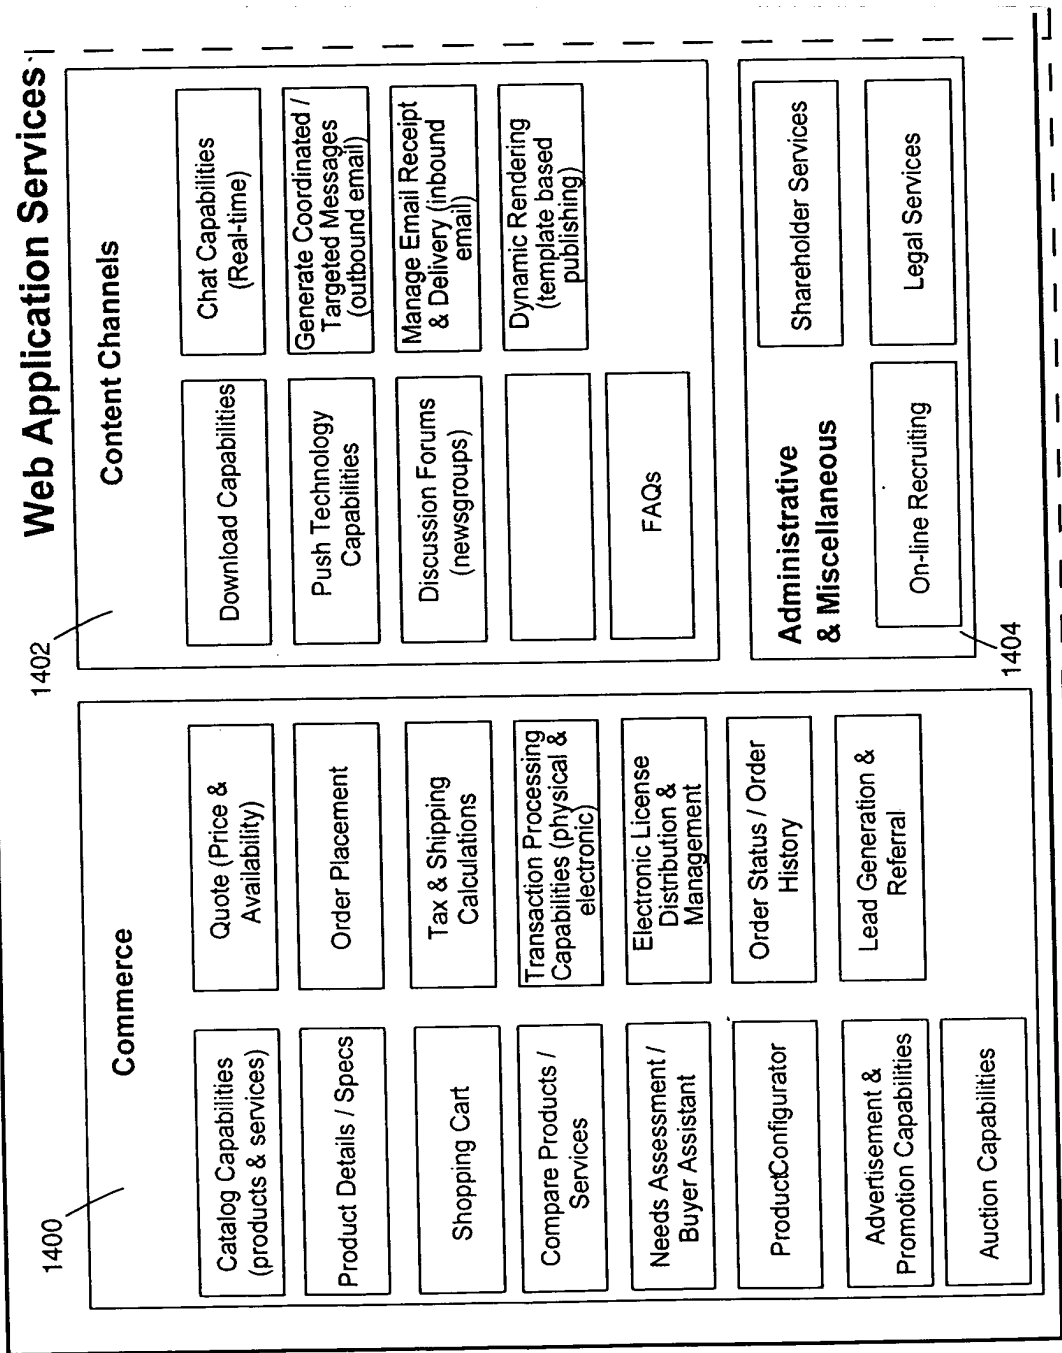 Web Application Services
1400
Commerce
Catalog Capabilities
(products & services)
Quote (Price &
Availability)
Product Details / Specs
Order Placement
Shopping Cart
Tax & Shipping
Calculations
Compare Products /
Services
Transaction Processing
Capabilities (physical &
electronic)
Needs Assessment /
Buyer Assistant
Electronic License
Distribution &
Management
ProductConfigurator
Order Status / Order
History
Advertisement &
Promotion Capabilities
Lead Generation &
Referral
Auction Capabilities
1402
Content Channels
Download Capabilities
Chat Capabilities
(Real-time)
Push Technology
Capabilities
Generate Coordinated /
Targeted Messages
(outbound email)
Discussion Forums
(newsgroups)
Manage Email Receipt
& Delivery (inbound
email)
Dynamic Rendering
(template based
publishing)
FAQs
Administrative
& Miscellaneous
Shareholder Services
On-line Recruiting
Legal Services
1404